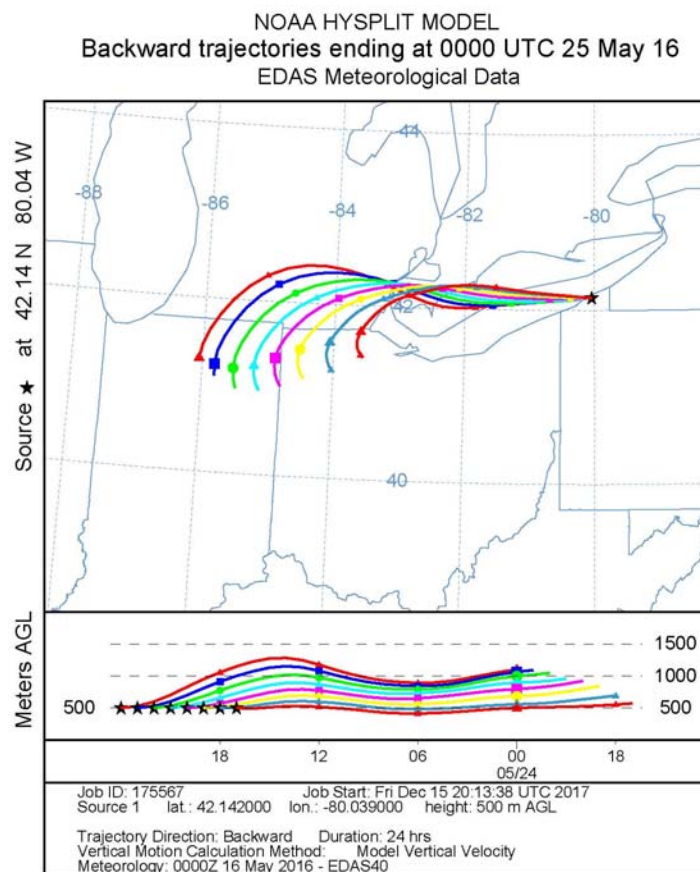 NOAA HYSPLIT MODEL
Backward trajectories ending at 0000 UTC 25 May 16
EDAS Meteorological Data
Source ★ at 42.14 N 80.04 W
44
-88
-86
-84
-82
-80
42
40
Meters AGL
1500
1000
500
500
18 12 06 00 18
05/24
Job ID: 175567 Job Start: Fri Dec 15 20:13:38 UTC 2017
Source 1 lat.: 42.142000 lon.: -80.039000 height: 500 m AGL
Trajectory Direction: Backward Duration: 24 hrs
Vertical Motion Calculation Method: Model Vertical Velocity
Meteorology: 0000Z 16 May 2016 - EDAS40